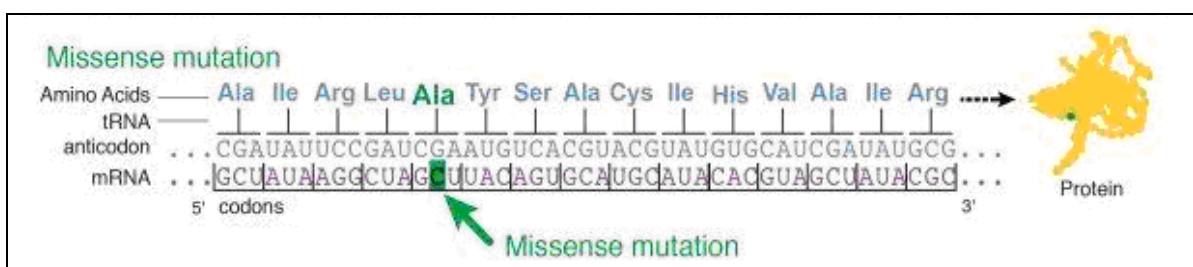 Missense mutation
Amino Acids Ala Ile Arg Leu Ala Tyr Ser Ala Cys Ile His Val Ala Ile Arg
tRNA
anticodon ...CGAUAUUCCGAUCGAAUGUCACGUACGUAUGUGCAUCGAUAUGCG...
mRNA ...GCUAUAAGGCUAGCUUACAGUGCAUGCAUACACGUAGCUAUACGC...
5' codons 3'
Protein
Missense mutation